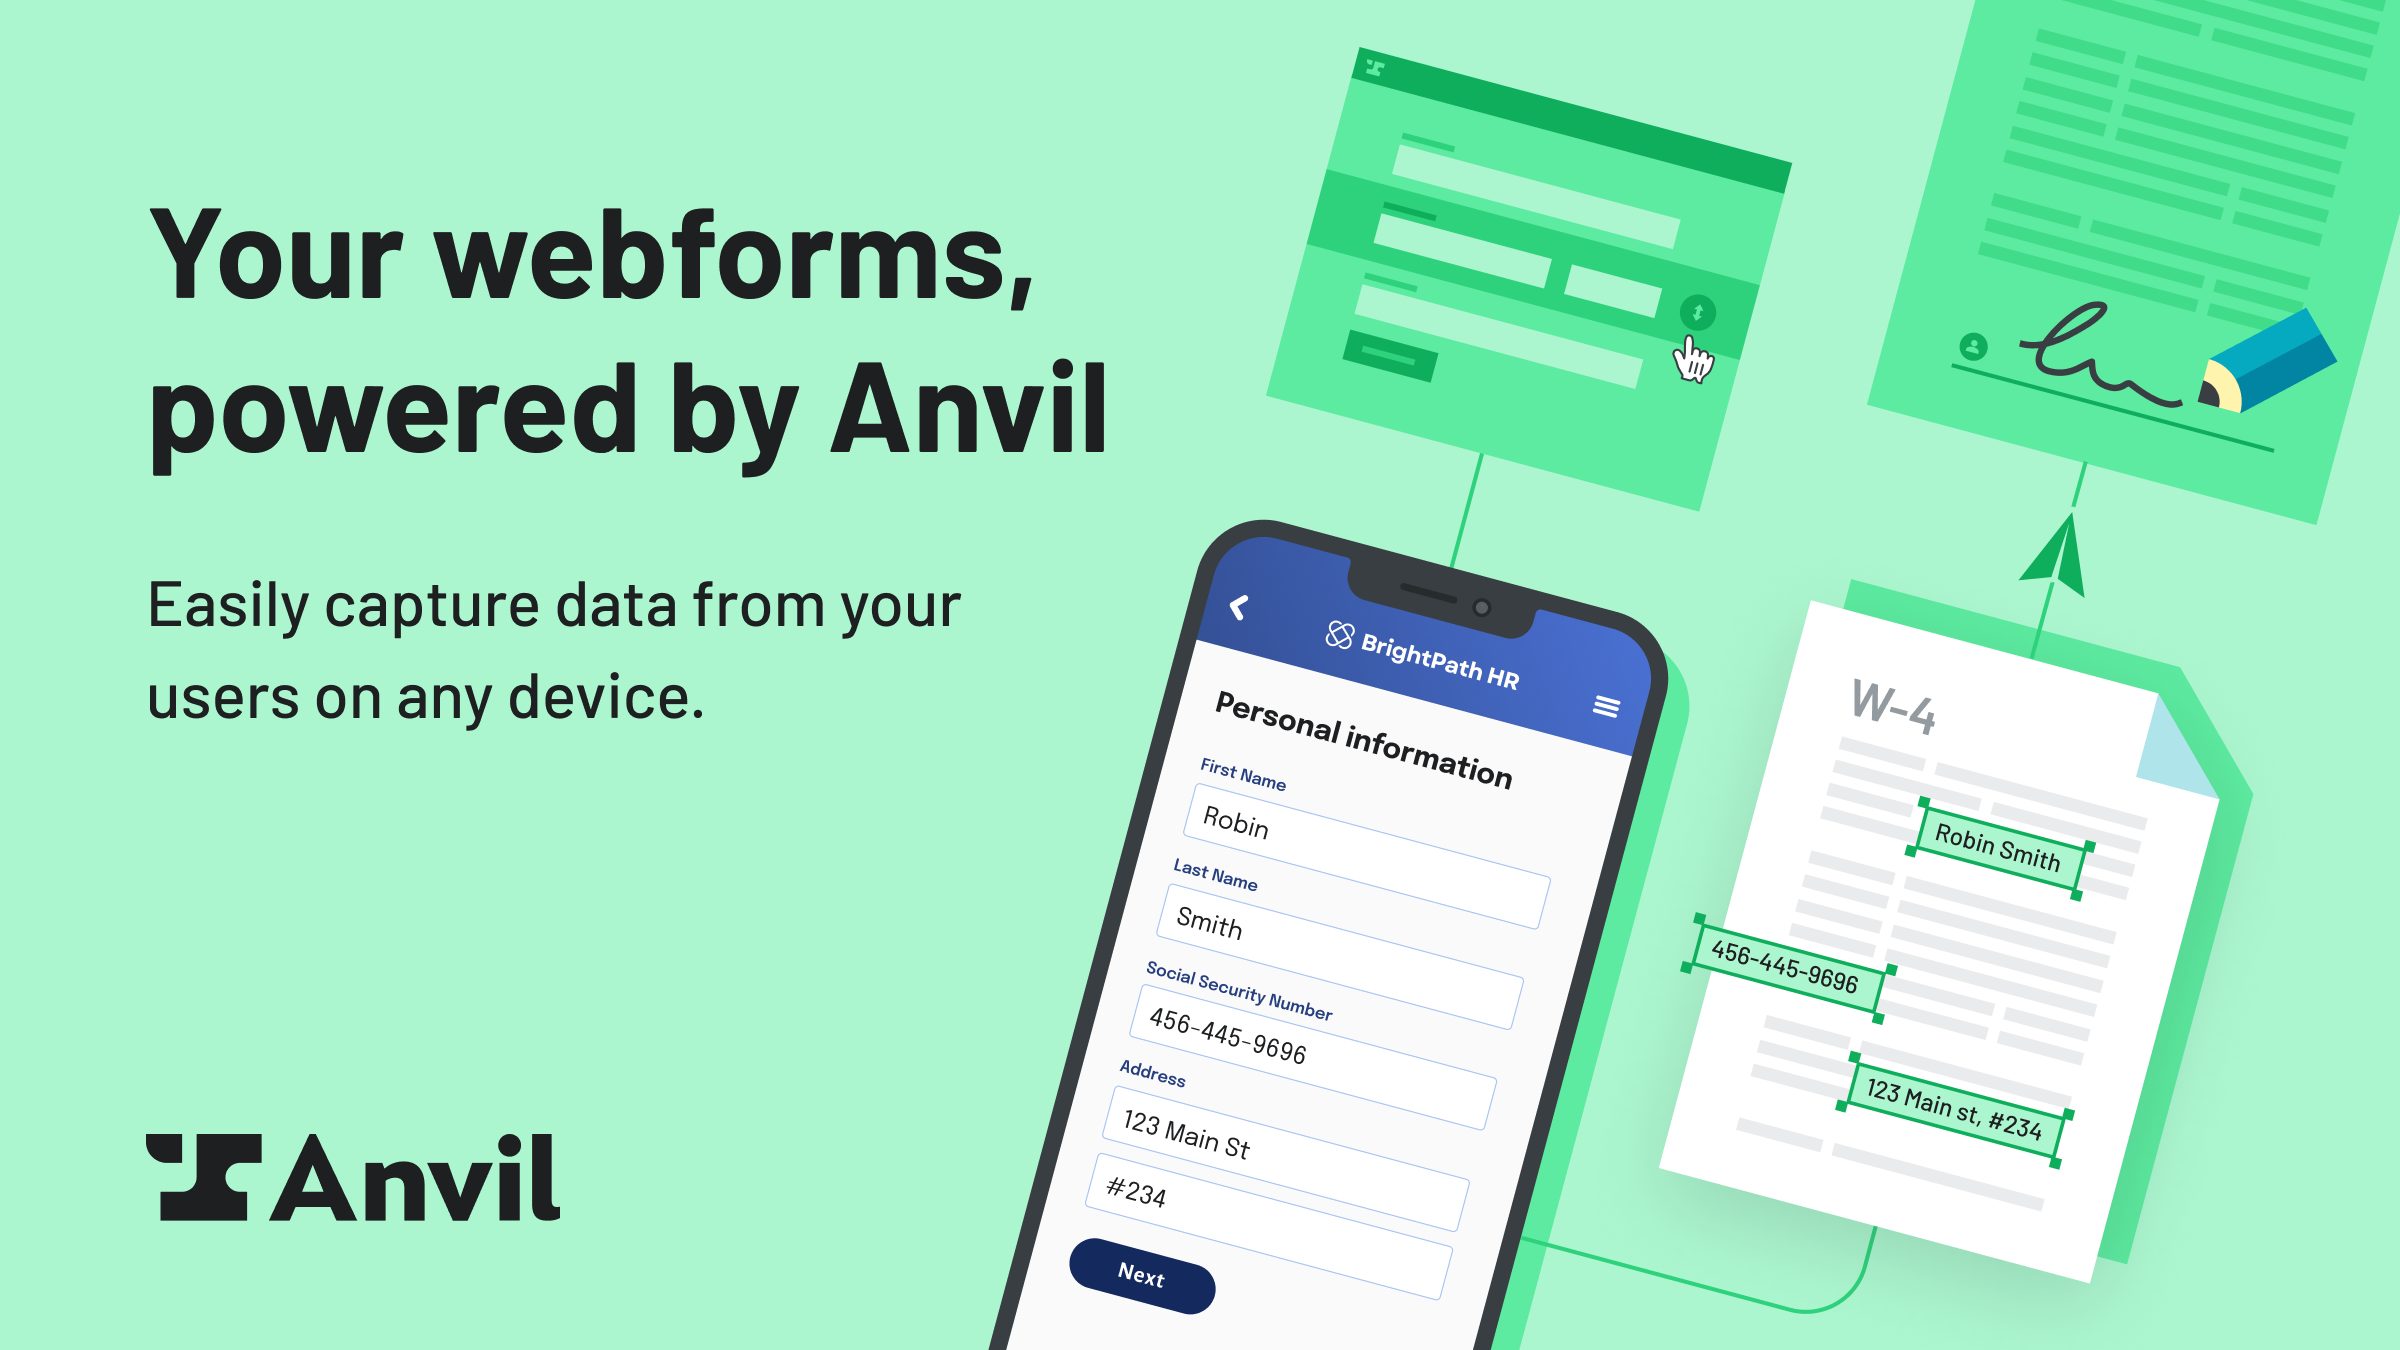 Your webforms,
powered by Anvil
Easily capture data from your
users on any device.
Anvil
BrightPath HR
Personal information
First Name
Robin
Last Name
Smith
Social Security Number
456-445-9696
Address
123 Main St
#234
Next
W-4
Robin Smith
456-445-9696
123 Main st, #234